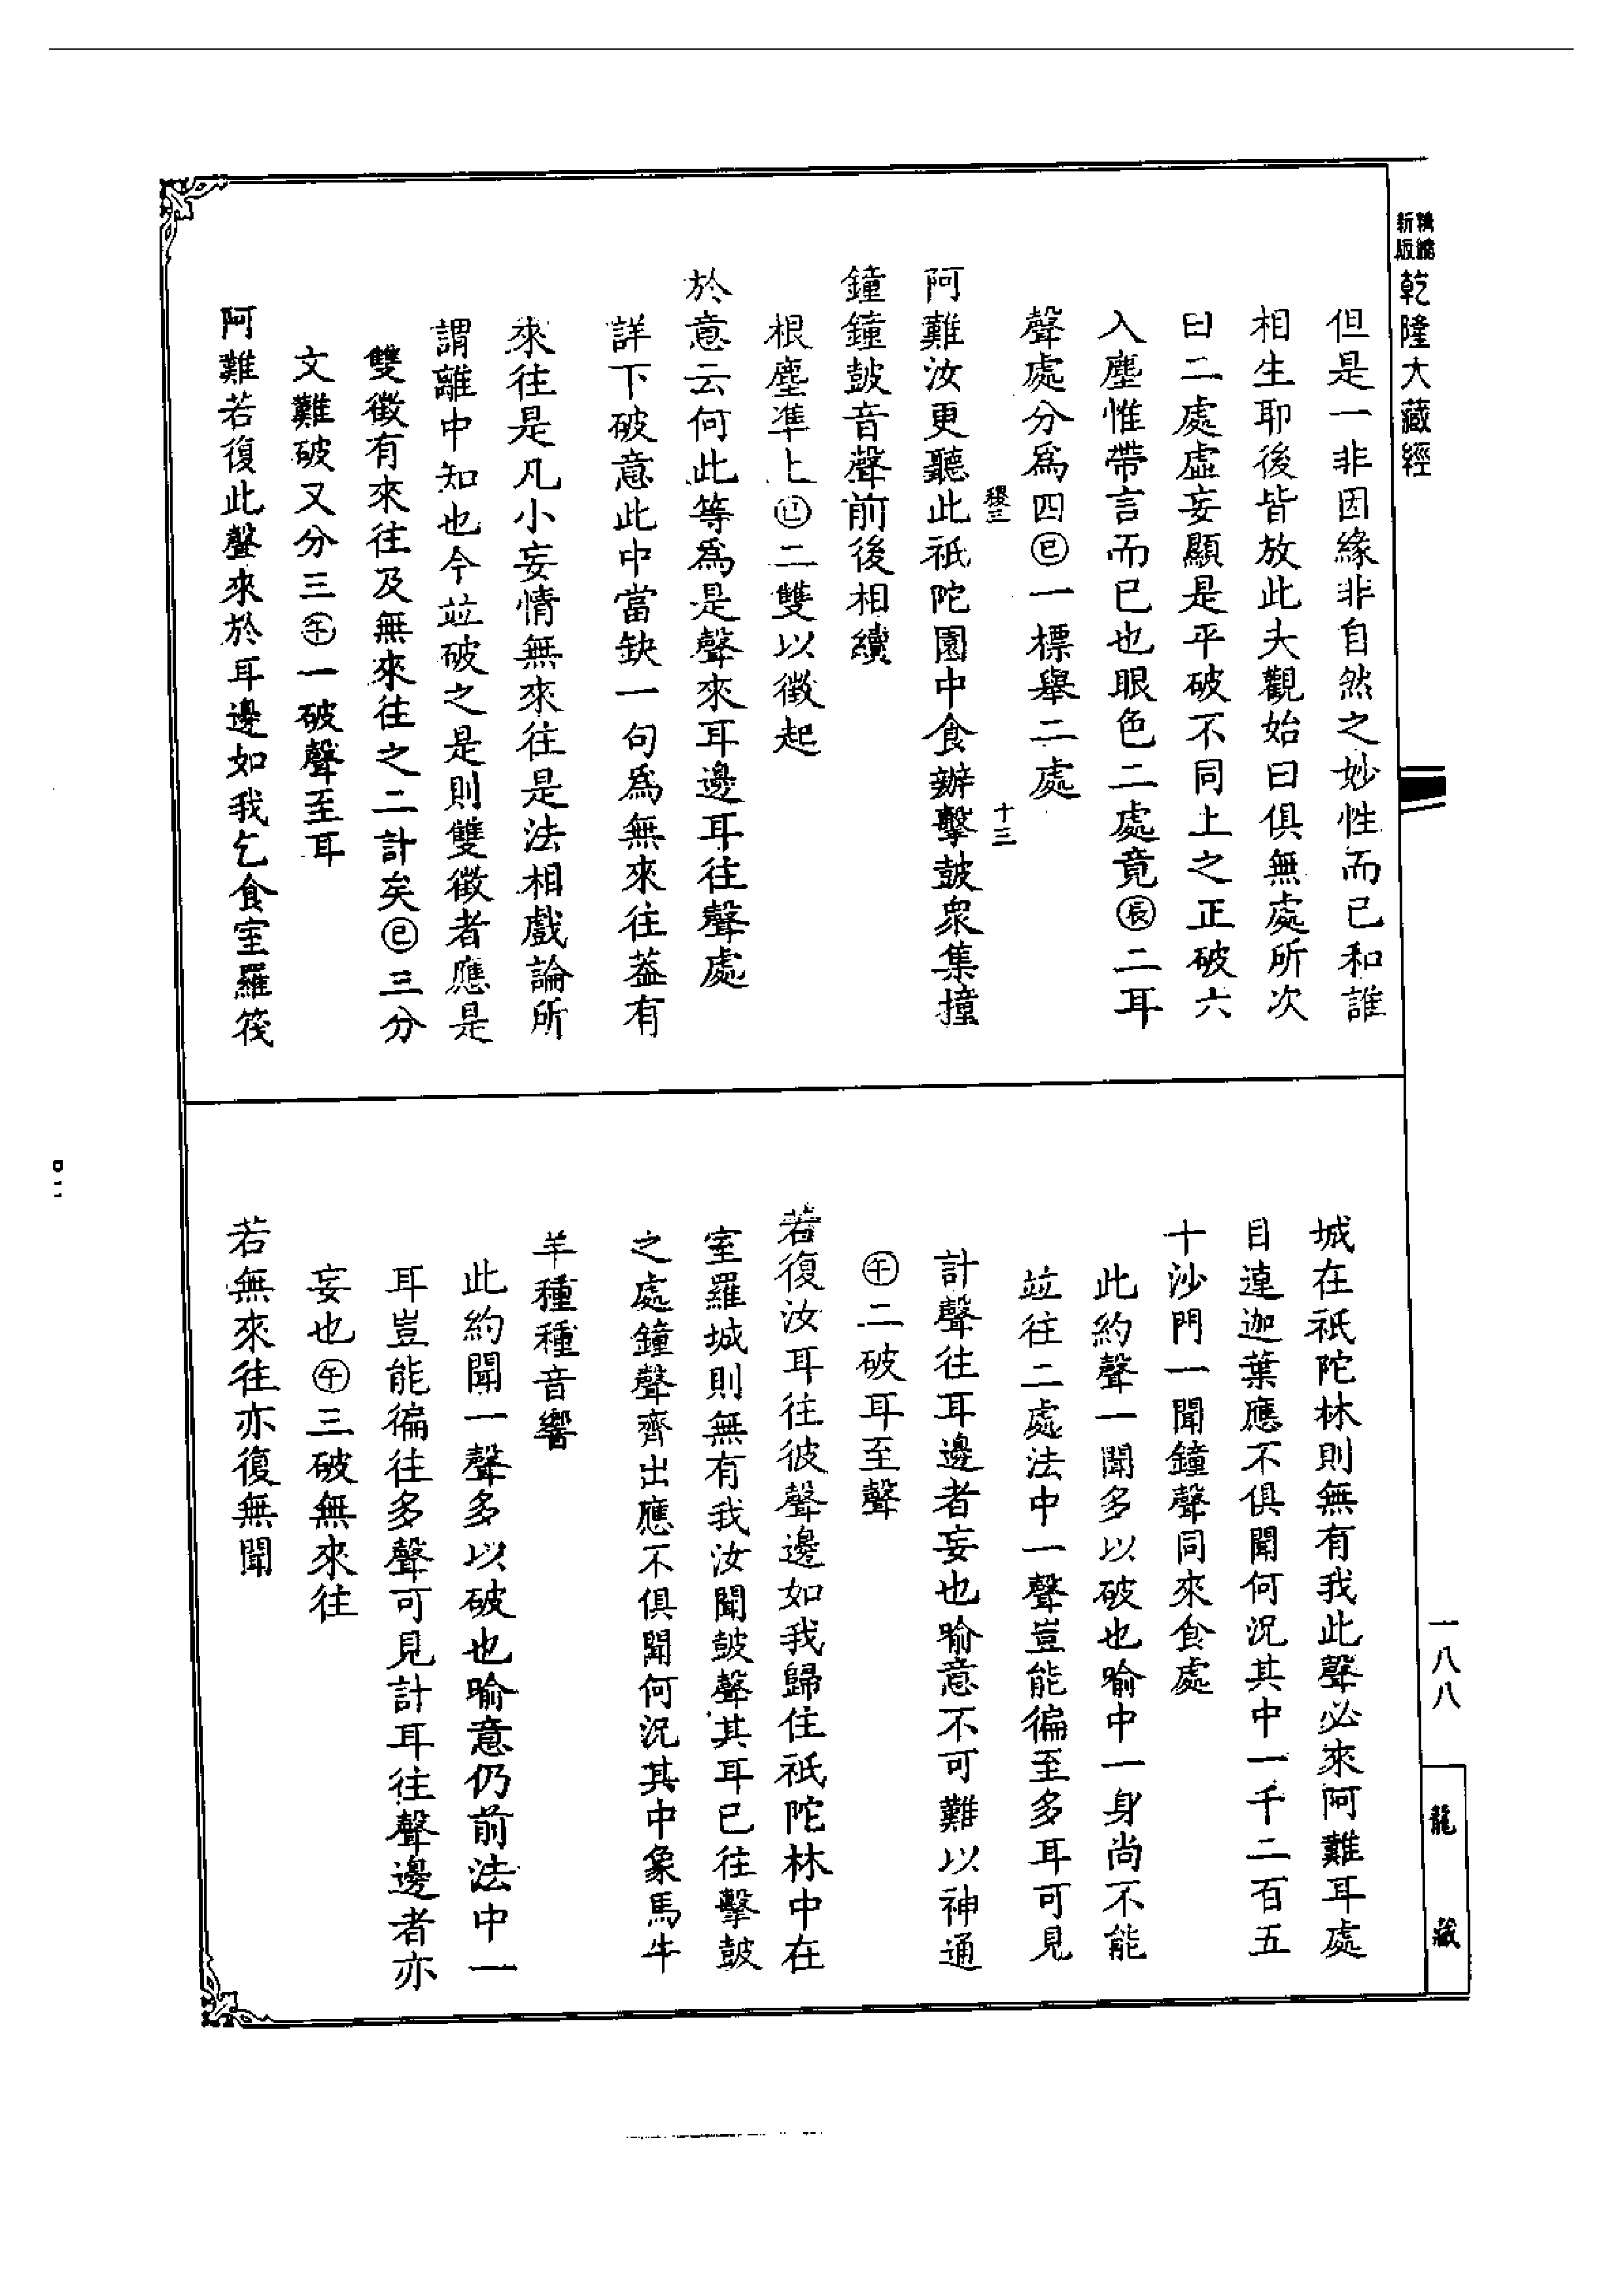 精縮
新版
乾隆大藏經
但是一非因緣非自然之妙性而已和誰
相生耶後皆放此夫觀始曰俱無處所次
曰二處虛妄顯是平破不同上之正破六
入塵惟帶言而已也眼色二處竟㊁辰二耳
聲處分爲四巳一標舉二處
稷三
十三
阿難汝更聽此祇陀園中食辦擊鼓衆集撞
鐘鐘鼓音聲前後相續
根塵準上巳二雙以徵起
於意云何此等爲是聲來耳邊耳往聲處
詳下破意此中當缺一句爲無來往葢有
來往是凡小妄情無來往是法相戲論所
謂離中知也今竝破之是則雙徵者應是
雙徵有來往及無來往之二計矣巳三分
文難破又分三午一破聲至耳
阿難若復此聲來於耳邊如我乞食室羅筏
城在祇陀林則無有我此聲必來阿難耳處
目連迦葉應不俱聞何況其中一千二百五
十沙門一聞鐘聲同來食處
此約聲一聞多以破也喻中一身尚不能
竝往二處法中一聲豈能徧至多耳可見
計聲往耳邊者妄也喻意不可難以神通
午二破耳至聲
若復汝耳往彼聲邊如我歸住祇陀林中在
室羅城則無有我汝聞鼓聲其耳已往擊鼓
之處鐘聲齊出應不俱聞何況其中象馬牛
羊種種音響
此約聞一聲多以破也喻意仍前法中一
耳豈能徧往多聲可見計耳往聲邊者亦
妄也午三破無來往
若無來往亦復無聞
一八八
龍藏